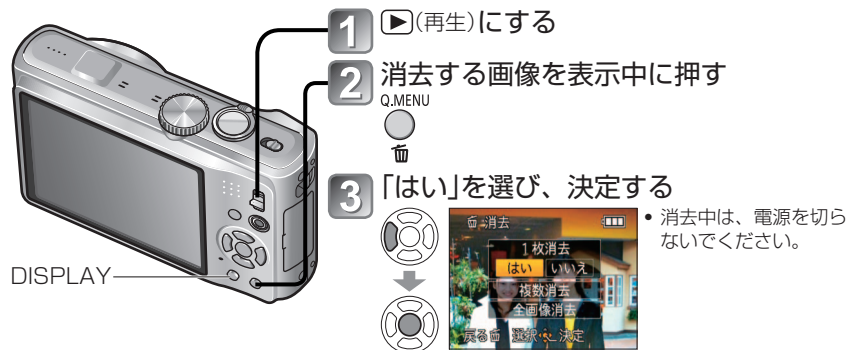 1 (再生)にする
2 消去する画像を表示中に押す
Q.MENU
3 「はい」を選び、決定する
消去
1枚消去
はい いいえ
複数消去
全画像消去
戻る 選択 決定
• 消去中は、電源を切ら
ないでください。
DISPLAY